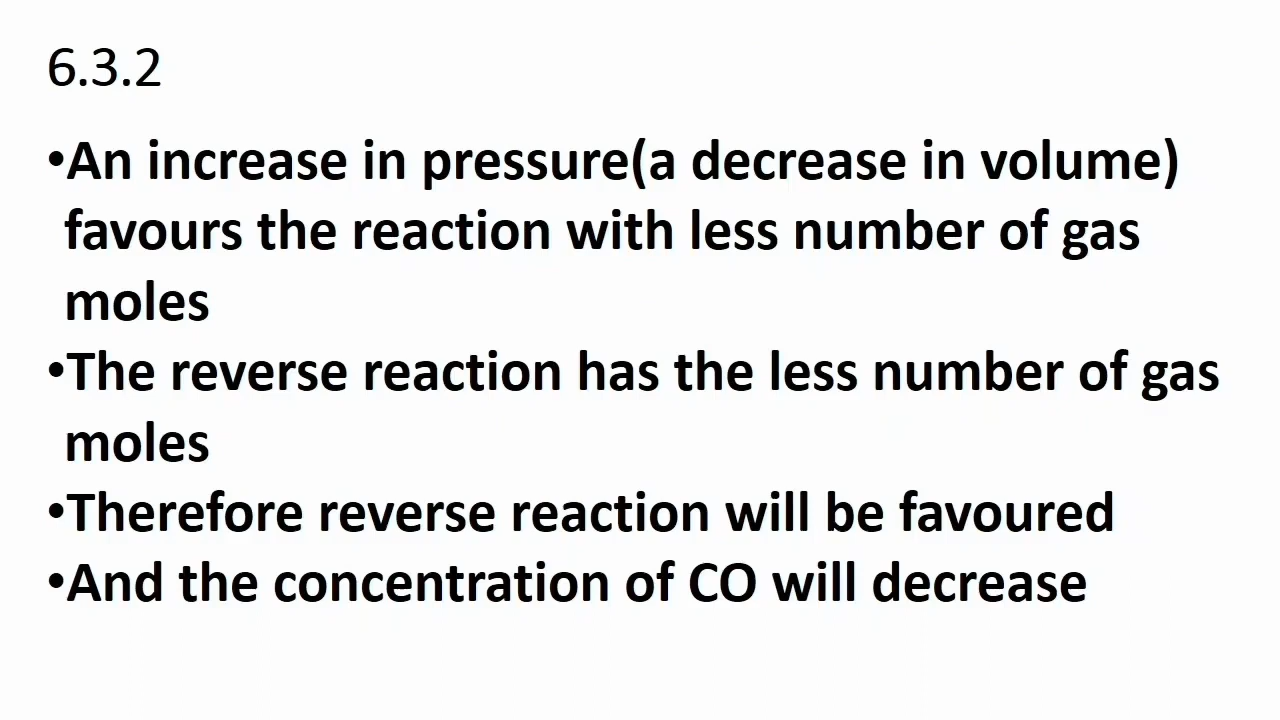 6.3.2
•An increase in pressure(a decrease in volume)
favours the reaction with less number of gas
moles
•The reverse reaction has the less number of gas
moles
•Therefore reverse reaction will be favoured
•And the concentration of CO will decrease